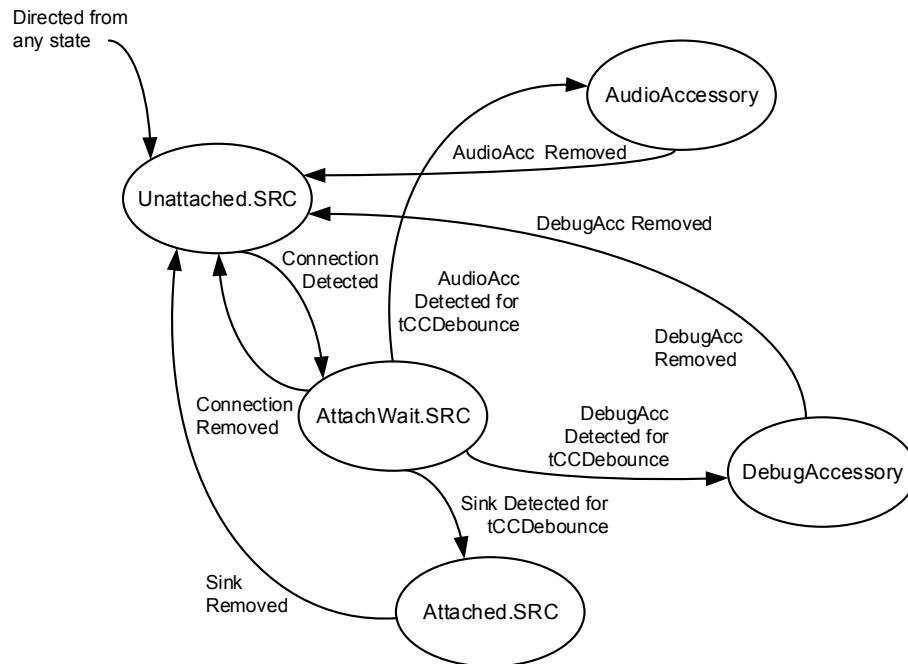 Directed from
any state
AudioAccessory
AudioAcc Removed
Unattached.SRC
DebugAcc Removed
Connection
Detected
AudioAcc
Detected for
tCCDebounce
DebugAcc
Removed
AttachWait.SRC
Connection
Removed
DebugAcc
Detected for
tCCDebounce
DebugAccessory
Sink Detected for
tCCDebounce
Sink
Removed
Attached.SRC